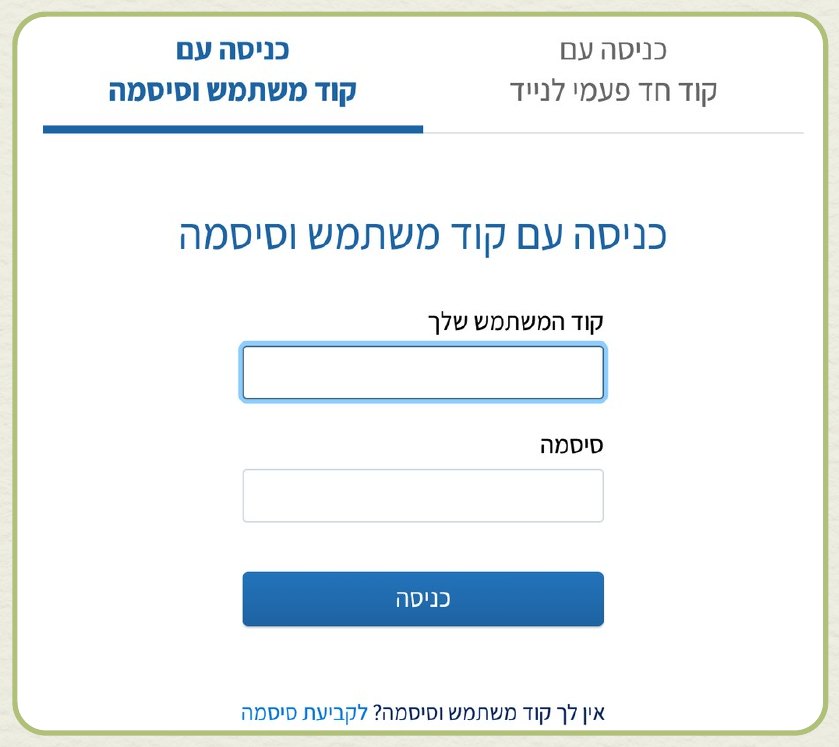 כניסה עם
קוד חד פעמי לנייד
כניסה עם
קוד משתמש וסיסמה
כניסה עם קוד משתמש וסיסמה
קוד המשתמש שלך
סיסמה
כניסה
אין לך קוד משתמש וסיסמה? לקביעת סיסמה